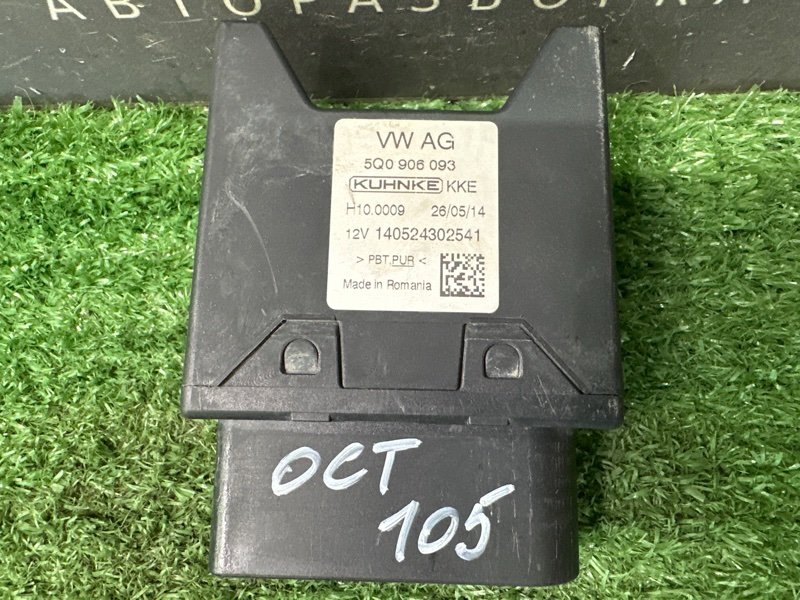 АВТОРАЗБОРКА
VW AG
5Q0 906 093
KUHNKE KKE
H10.0009 26/05/14
12V 140524302541
> PBT,PUR <
Made in Romania
OCT
105